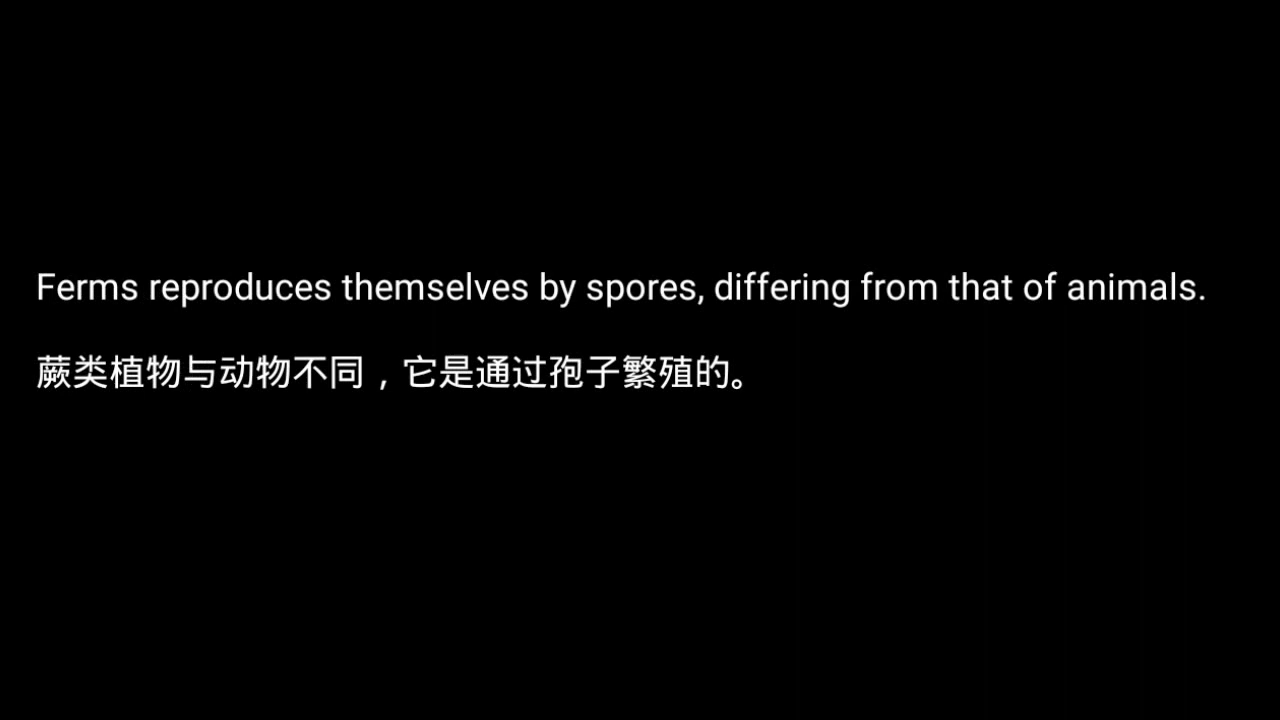 Ferms reproduces themselves by spores, differing from that of animals.
蕨类植物与动物不同，它是通过孢子繁殖的。